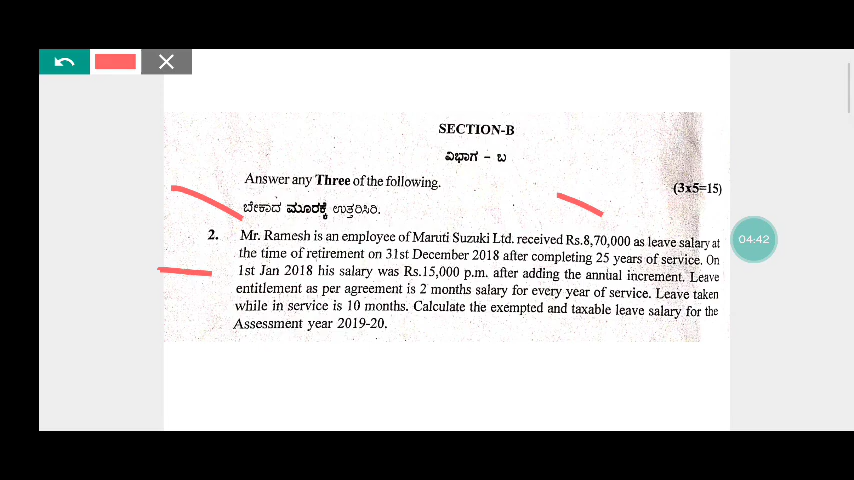 SECTION-B
ವಿಭಾಗ - ಬ
Answer any Three of the following.
(3x5=15)
ಬೇಕಾದ ಮೂರಕ್ಕೆ ಉತ್ತರಿಸಿರಿ.
2. Mr. Ramesh is an employee of Maruti Suzuki Ltd. received Rs.8,70,000 as leave salary at
the time of retirement on 31st December 2018 after completing 25 years of service. On
1st Jan 2018 his salary was Rs.15,000 p.m. after adding the annual increment. Leave
entitlement as per agreement is 2 months salary for every year of service. Leave taken
while in service is 10 months. Calculate the exempted and taxable leave salary for the
Assessment year 2019-20.
04:42